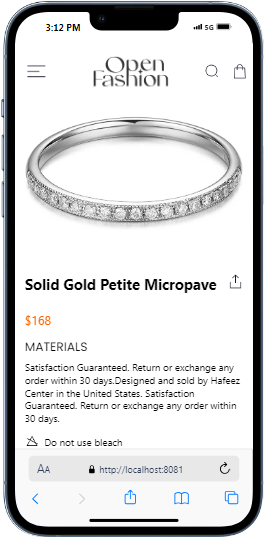 3:12 PM
5G
Open
Fashion
Solid Gold Petite Micropave
$168
MATERIALS
Satisfaction Guaranteed. Return or exchange any
order within 30 days.Designed and sold by Hafeez
Center in the United States. Satisfaction
Guaranteed. Return or exchange any order within
30 days.
Do not use bleach
AA
http://localhost:8081